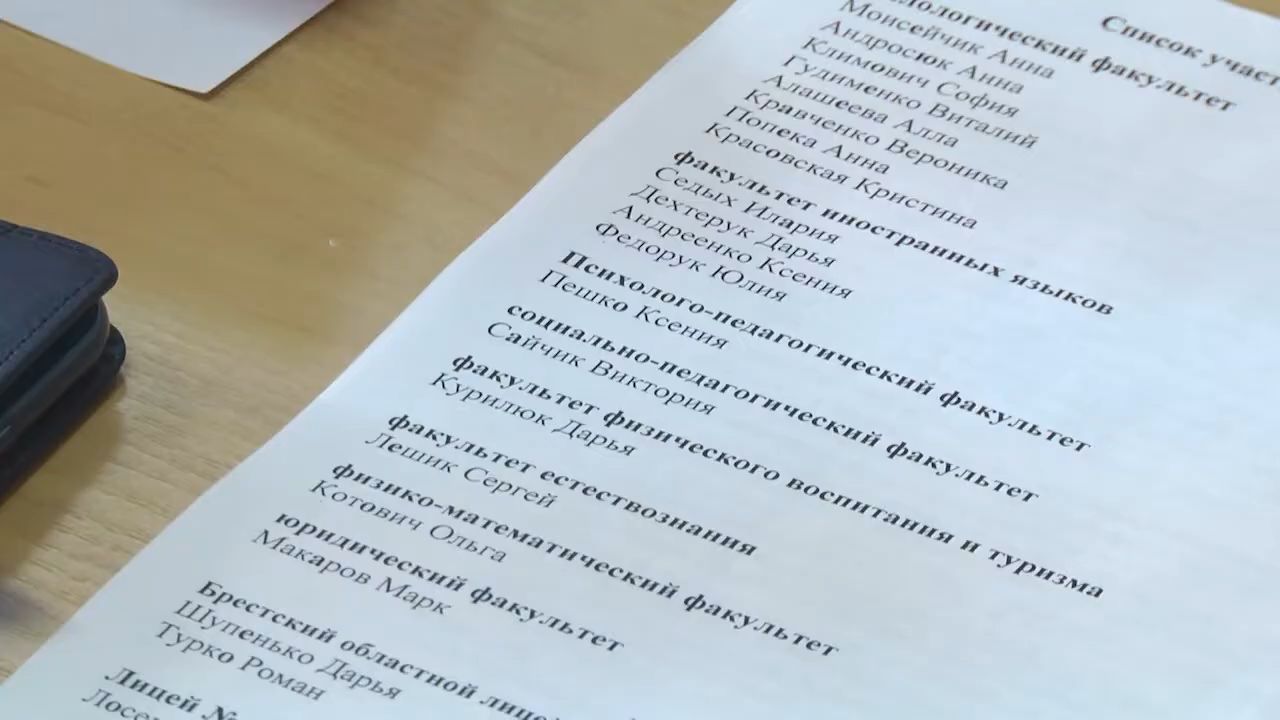 Список
факультет
Моисейчик Анна
Андросюк Анна
Климович София
Гудименко Виталий
Алашеева Алла
Кравченко Вероника
Попека Анна
Красовская Кристина
факультет иностранных языков
Седых Илария
Дехтерук Дарья
Андреенко Ксения
Федорук Юлия
Психолого-педагогический факультет
Пешко Ксения
социально-педагогический факультет
Сайчик Виктория
факультет физического воспитания и туризма
Курилюк Дарья
факультет естествознания
Лешик Сергей
физико-математический факультет
Котович Ольга
юридический факультет
Макаров Марк
Брестский областной лицей
Шупенько Дарья
Турко Роман
Лицей №